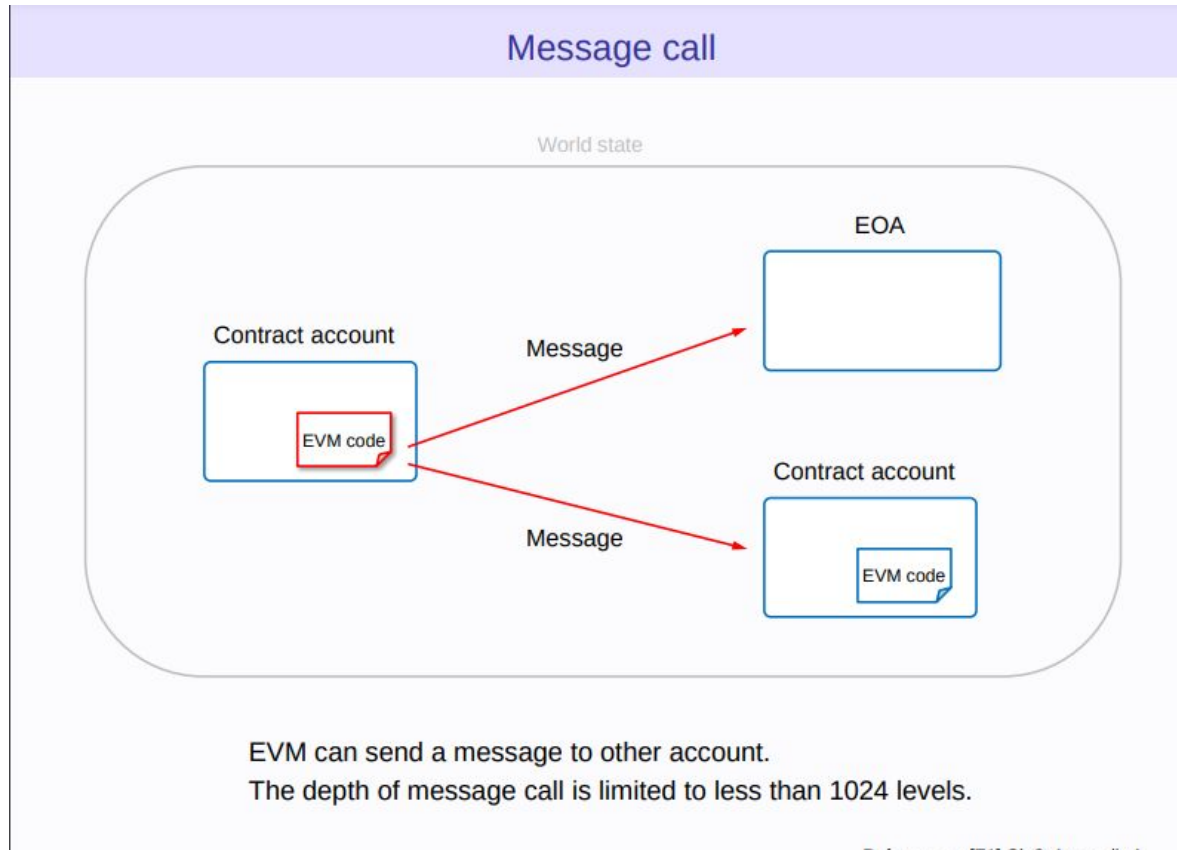 Message call
World state
EOA
Contract account
Message
EVM code
Contract account
Message
EVM code
EVM can send a message to other account.
The depth of message call is limited to less than 1024 levels.